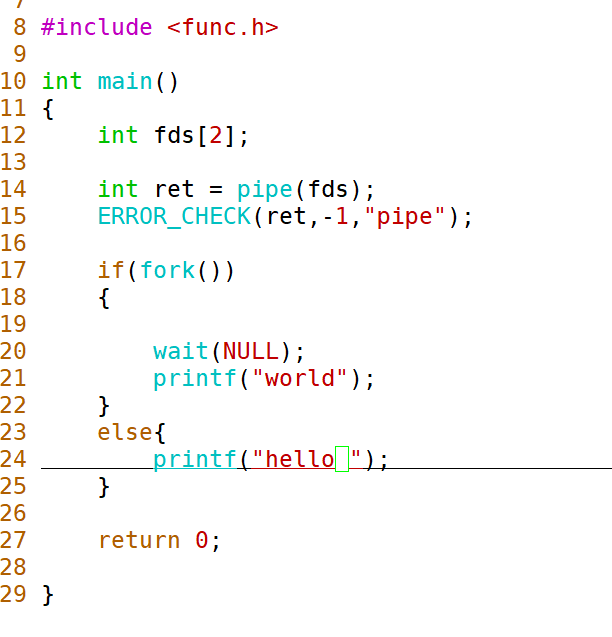 8 #include <func.h>
9
10 int main()
11 {
12     int fds[2];
13
14     int ret = pipe(fds);
15     ERROR_CHECK(ret,-1,"pipe");
16
17     if(fork())
18     {
19
20         wait(NULL);
21         printf("world");
22     }
23     else{
24         printf("hello ");
25     }
26
27     return 0;
28
29 }